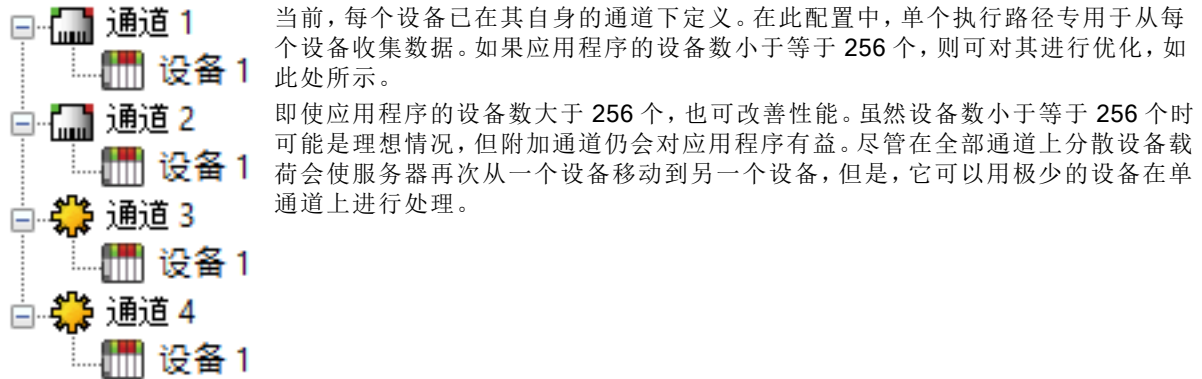 通道 1
设备 1
通道 2
设备 1
通道 3
设备 1
通道 4
设备 1
当前，每个设备已在其自身的通道下定义。在此配置中，单个执行路径专用于从每
个设备收集数据。如果应用程序的设备数小于等于 256 个，则可对其进行优化，如
此处所示。
即使应用程序的设备数大于 256 个，也可改善性能。虽然设备数小于等于 256 个时
可能是理想情况，但附加通道仍会对应用程序有益。尽管在全部通道上分散设备载
荷会使服务器再次从一个设备移动到另一个设备，但是，它可以用极少的设备在单
通道上进行处理。